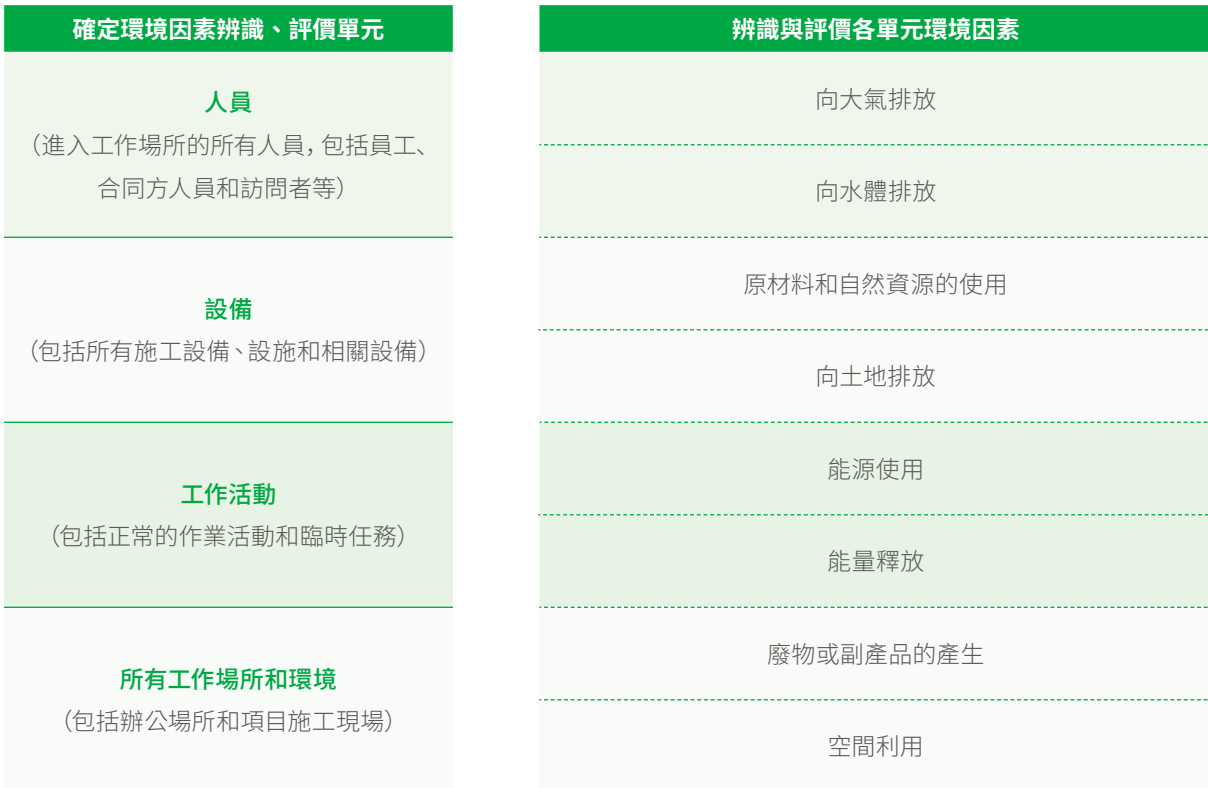 確定環境因素辨識、評價單元
人員
（進入工作場所的所有人員，包括員工、
合同方人員和訪問者等）
設備
（包括所有施工設備、設施和相關設備）
工作活動
（包括正常的作業活動和臨時任務）
所有工作場所和環境
（包括辦公場所和項目施工現場）
辨識與評價各單元環境因素
向大氣排放
向水體排放
原材料和自然資源的使用
向土地排放
能源使用
能量釋放
廢物或副產品的產生
空間利用